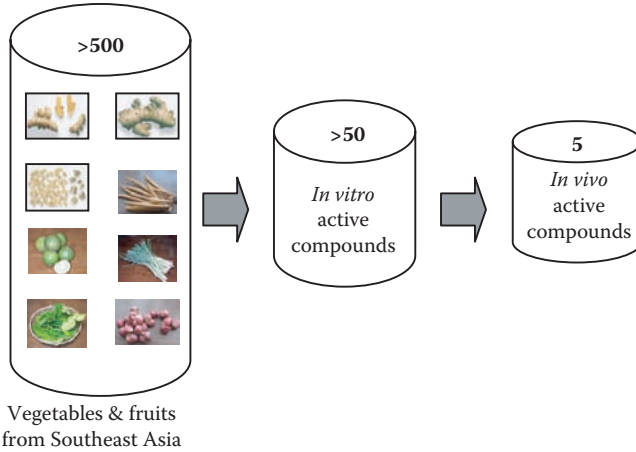 >500
>50
5
In vitro
active
compounds
In vivo
active
compounds
Vegetables & fruits
from Southeast Asia